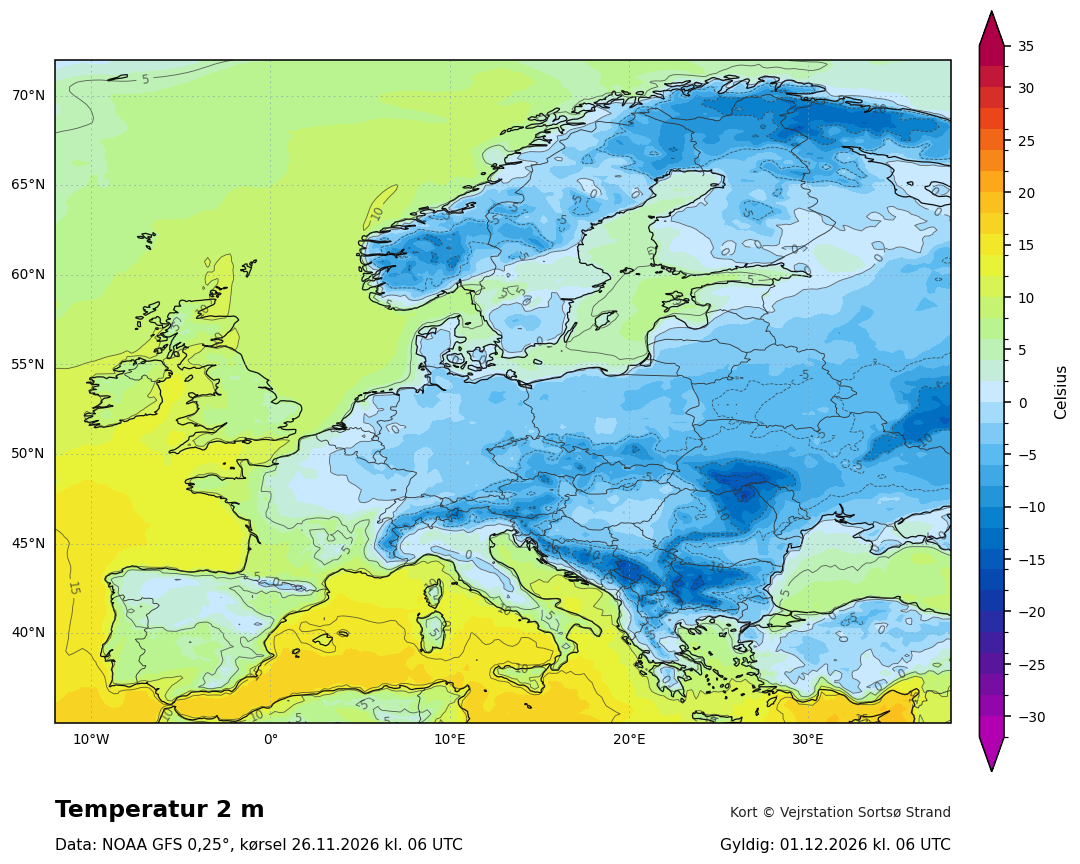 35
30
25
20
15
10
5
0
−5
−10
−15
−20
−25
−30
Celsius
70°N
65°N
60°N
55°N
50°N
45°N
40°N
10°W
0°
10°E
20°E
30°E
Temperatur 2 m
Kort © Vejrstation Sortsø Strand
Data: NOAA GFS 0,25°, kørsel 26.11.2026 kl. 06 UTC
Gyldig: 01.12.2026 kl. 06 UTC